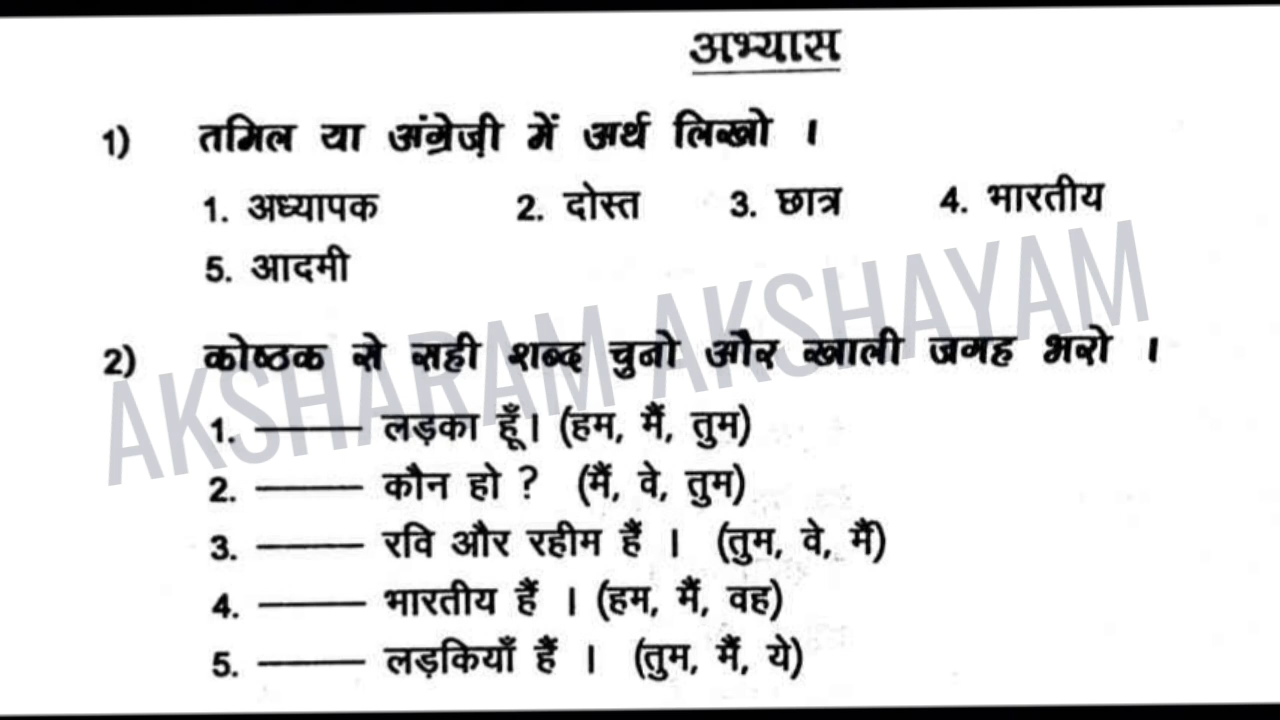 अभ्यास
1) तमिल या अंग्रेज़ी में अर्थ लिखो ।
1. अध्यापक 2. दोस्त 3. छात्र 4. भारतीय
5. आदमी
2) कोष्ठक से सही शब्द चुनो और खाली जगह भरो ।
1. ——— लड़का हूँ। (हम, मैं, तुम)
2. ——— कौन हो ? (मैं, वे, तुम)
3. ——— रवि और रहीम हैं । (तुम, वे, मैं)
4. ——— भारतीय हैं । (हम, मैं, वह)
5. ——— लड़कियाँ हैं । (तुम, मैं, ये)
AKSHARAM AKSHAYAM